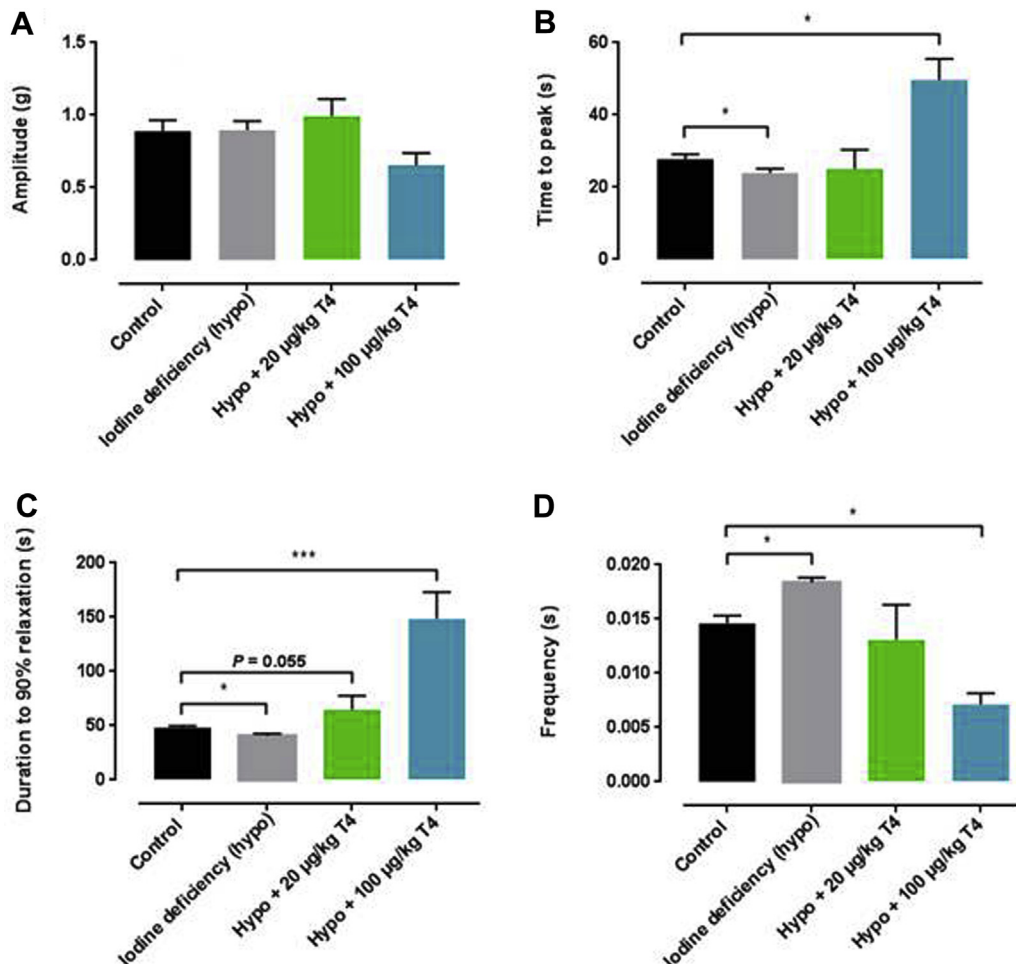 A
Amplitude (g)
1.5
1.0
0.5
0.0
Control
Iodine deficiency (hypo)
Hypo + 20 µg/kg T4
Hypo + 100 µg/kg T4
B
Time to peak (s)
60
40
20
0
*
*
Control
Iodine deficiency (hypo)
Hypo + 20 µg/kg T4
Hypo + 100 µg/kg T4
C
Duration to 90% relaxation (s)
200
150
100
50
0
***
P = 0.055
*
Control
Iodine deficiency (hypo)
Hypo + 20 µg/kg T4
Hypo + 100 µg/kg T4
D
Frequency (s)
0.020
0.015
0.010
0.005
0.000
*
*
Control
Iodine deficiency (hypo)
Hypo + 20 µg/kg T4
Hypo + 100 µg/kg T4